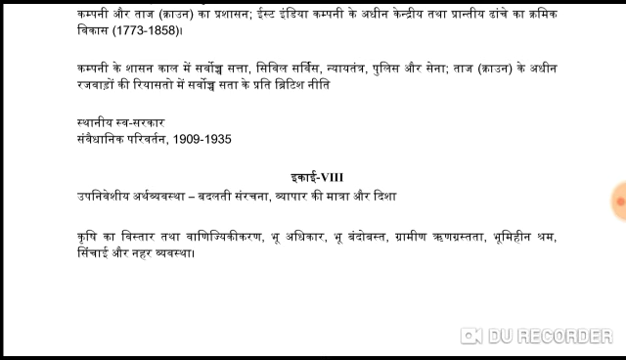 कम्पनी और ताज (क्राउन) का प्रशासन; ईस्ट इंडिया कम्पनी के अधीन केन्द्रीय तथा प्रान्तीय ढांचे का क्रमिक
विकास (1773-1858)।
कम्पनी के शासन काल में सर्वोच्च सत्ता, सिविल सर्विस, न्यायतंत्र, पुलिस और सेना; ताज (क्राउन) के अधीन
रजवाड़ों की रियासतो में सर्वोच्च सता के प्रति ब्रिटिश नीति
स्थानीय स्व-सरकार
संवैधानिक परिवर्तन, 1909-1935
इकाई-VIII
उपनिवेशीय अर्थव्यवस्था – बदलती संरचना, व्यापार की मात्रा और दिशा
कृषि का विस्तार तथा वाणिज्यिकीकरण, भू अधिकार, भू बंदोबस्त, ग्रामीण ऋणग्रस्तता, भूमिहीन श्रम,
सिंचाई और नहर व्यवस्था।
DU RECORDER